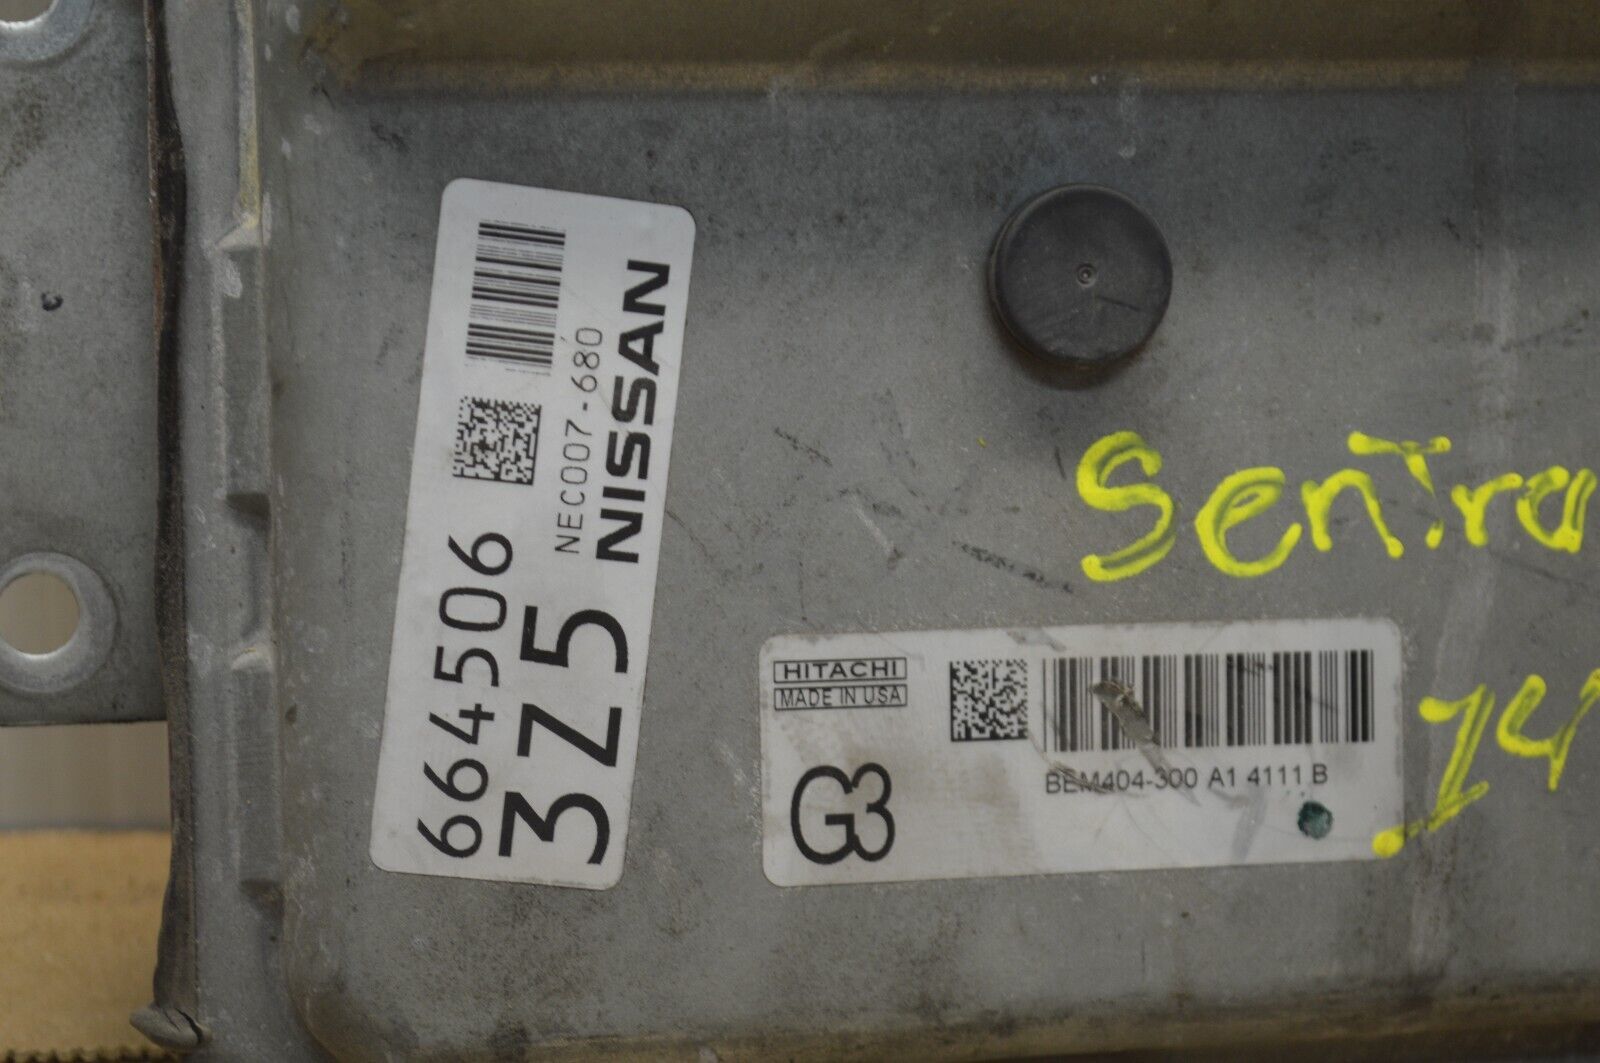 664506
3Z5
NEC007-680
NISSAN
Sentra
14
HITACHI
MADE IN USA
G3
BEM404-300 A1 4111 B